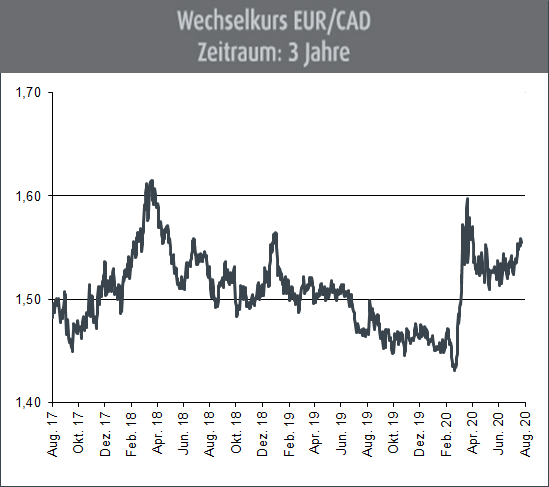 Wechselkurs EUR/CAD
Zeitraum: 3 Jahre
1,70
1,60
1,50
1,40
Aug. 17
Okt. 17
Dez. 17
Feb. 18
Apr. 18
Jun. 18
Aug. 18
Okt. 18
Dez. 18
Feb. 19
Apr. 19
Jun. 19
Aug. 19
Okt. 19
Dez. 19
Feb. 20
Apr. 20
Jun. 20
Aug. 20